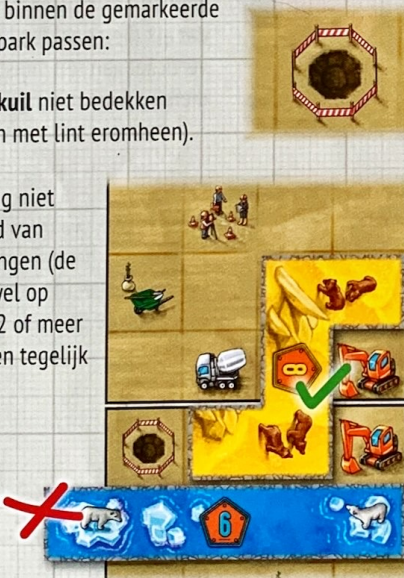 binnen de gemarkeerde
park passen:
kuil niet bedekken
n met lint eromheen).
g niet
d van
ngen (de
vel op
2 of meer
en tegelijk
8
6